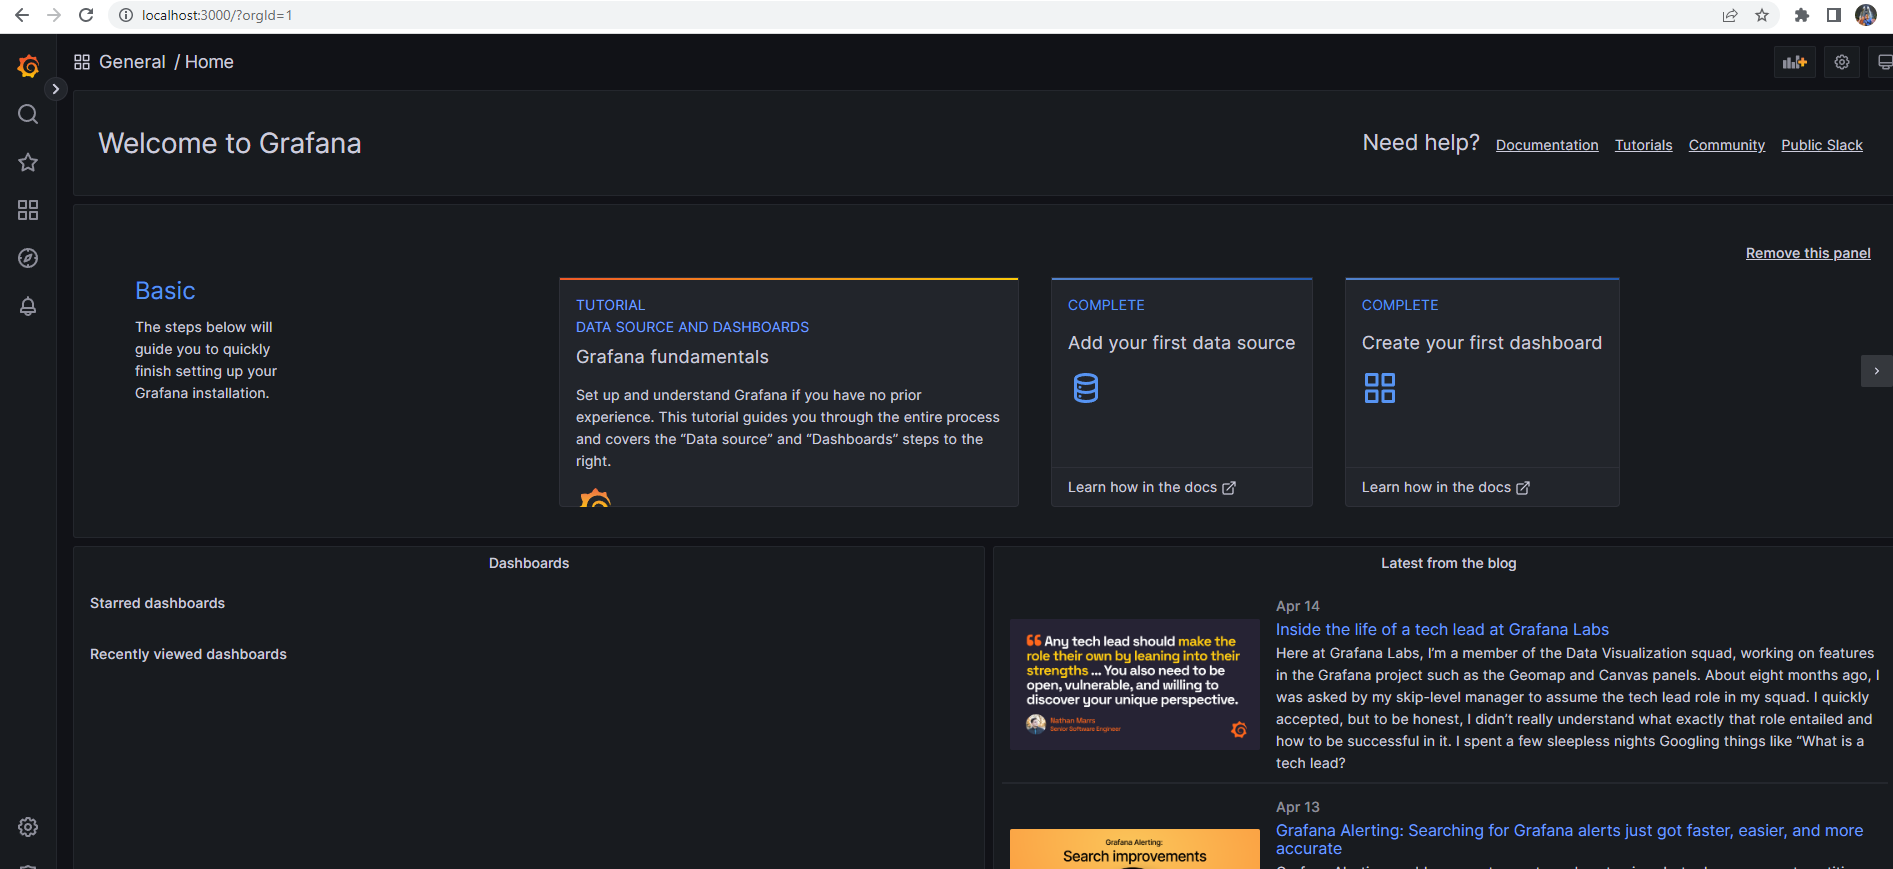 localhost:3000/?orgId=1
General / Home
Welcome to Grafana
Need help? Documentation Tutorials Community Public Slack
Remove this panel
Basic
The steps below will
guide you to quickly
finish setting up your
Grafana installation.
TUTORIAL
DATA SOURCE AND DASHBOARDS
Grafana fundamentals
Set up and understand Grafana if you have no prior
experience. This tutorial guides you through the entire process
and covers the “Data source” and “Dashboards” steps to the
right.
COMPLETE
Add your first data source
Learn how in the docs
COMPLETE
Create your first dashboard
Learn how in the docs
Dashboards
Starred dashboards
Recently viewed dashboards
Latest from the blog
“ Any tech lead should make the
role their own by leaning into their
strengths ... You also need to be
open, vulnerable, and willing to
discover your unique perspective.
Nathan Marrs
Senior Software Engineer
Apr 14
Inside the life of a tech lead at Grafana Labs
Here at Grafana Labs, I’m a member of the Data Visualization squad, working on features
in the Grafana project such as the Geomap and Canvas panels. About eight months ago, I
was asked by my skip-level manager to assume the tech lead role in my squad. I quickly
accepted, but to be honest, I didn’t really understand what exactly that role entailed and
how to be successful in it. I spent a few sleepless nights Googling things like “What is a
tech lead?
Grafana Alerting:
Search improvements
Apr 13
Grafana Alerting: Searching for Grafana alerts just got faster, easier, and more
accurate